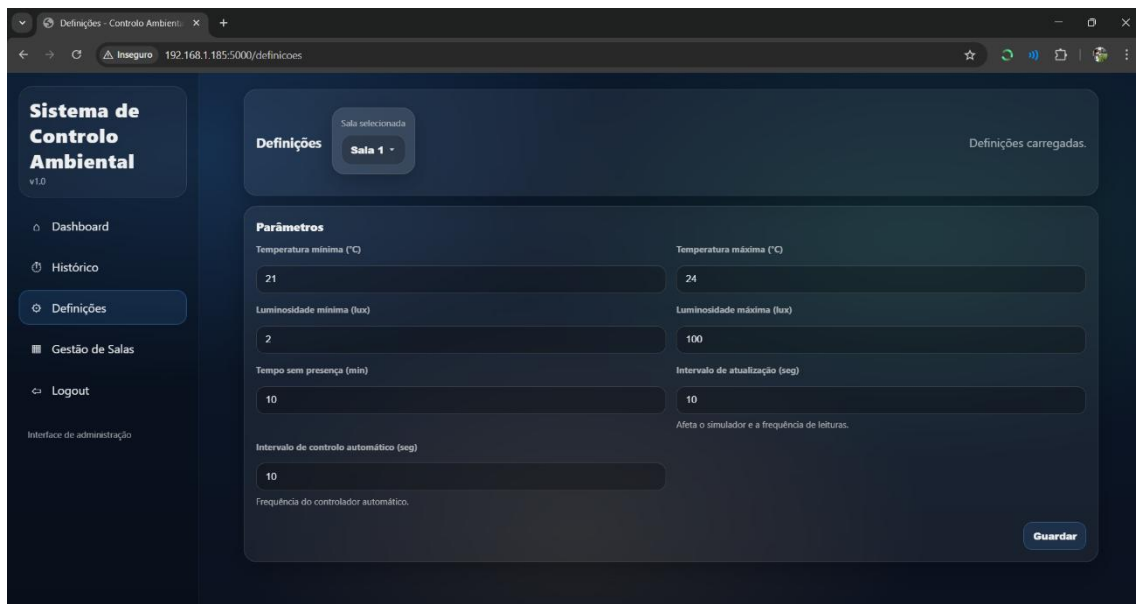 Definições - Controlo Ambienta
Inseguro 192.168.1.185:5000/definicoes
Sistema de
Controlo
Ambiental
v1.0
Dashboard
Histórico
Definições
Gestão de Salas
Logout
Interface de administração
Definições
Sala selecionada
Sala 1
Definições carregadas.
Parâmetros
Temperatura mínima (°C)
21
Temperatura máxima (°C)
24
Luminosidade mínima (lux)
2
Luminosidade máxima (lux)
100
Tempo sem presença (min)
10
Intervalo de atualização (seg)
10
Afeta o simulador e a frequência de leituras.
Intervalo de controlo automático (seg)
10
Frequência do controlador automático.
Guardar